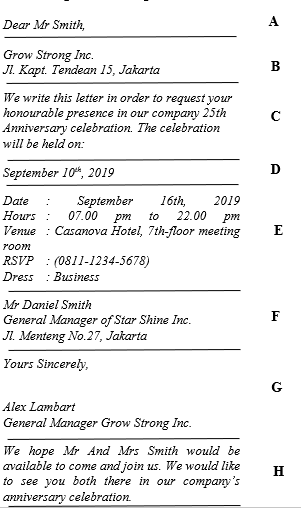 Dear Mr Smith,
A
Grow Strong Inc.
Jl. Kapt. Tendean 15, Jakarta
B
We write this letter in order to request your
honourable presence in our company 25th
Anniversary celebration. The celebration
will be held on:
C
September 10th, 2019
D
Date : September 16th, 2019
Hours : 07.00 pm to 22.00 pm
Venue : Casanova Hotel, 7th-floor meeting
room
RSVP : (0811-1234-5678)
Dress : Business
E
Mr Daniel Smith
General Manager of Star Shine Inc.
Jl. Menteng No.27, Jakarta
F
Yours Sincerely,
G
Alex Lambart
General Manager Grow Strong Inc.
We hope Mr And Mrs Smith would be
available to come and join us. We would like
to see you both there in our company's
anniversary celebration.
H